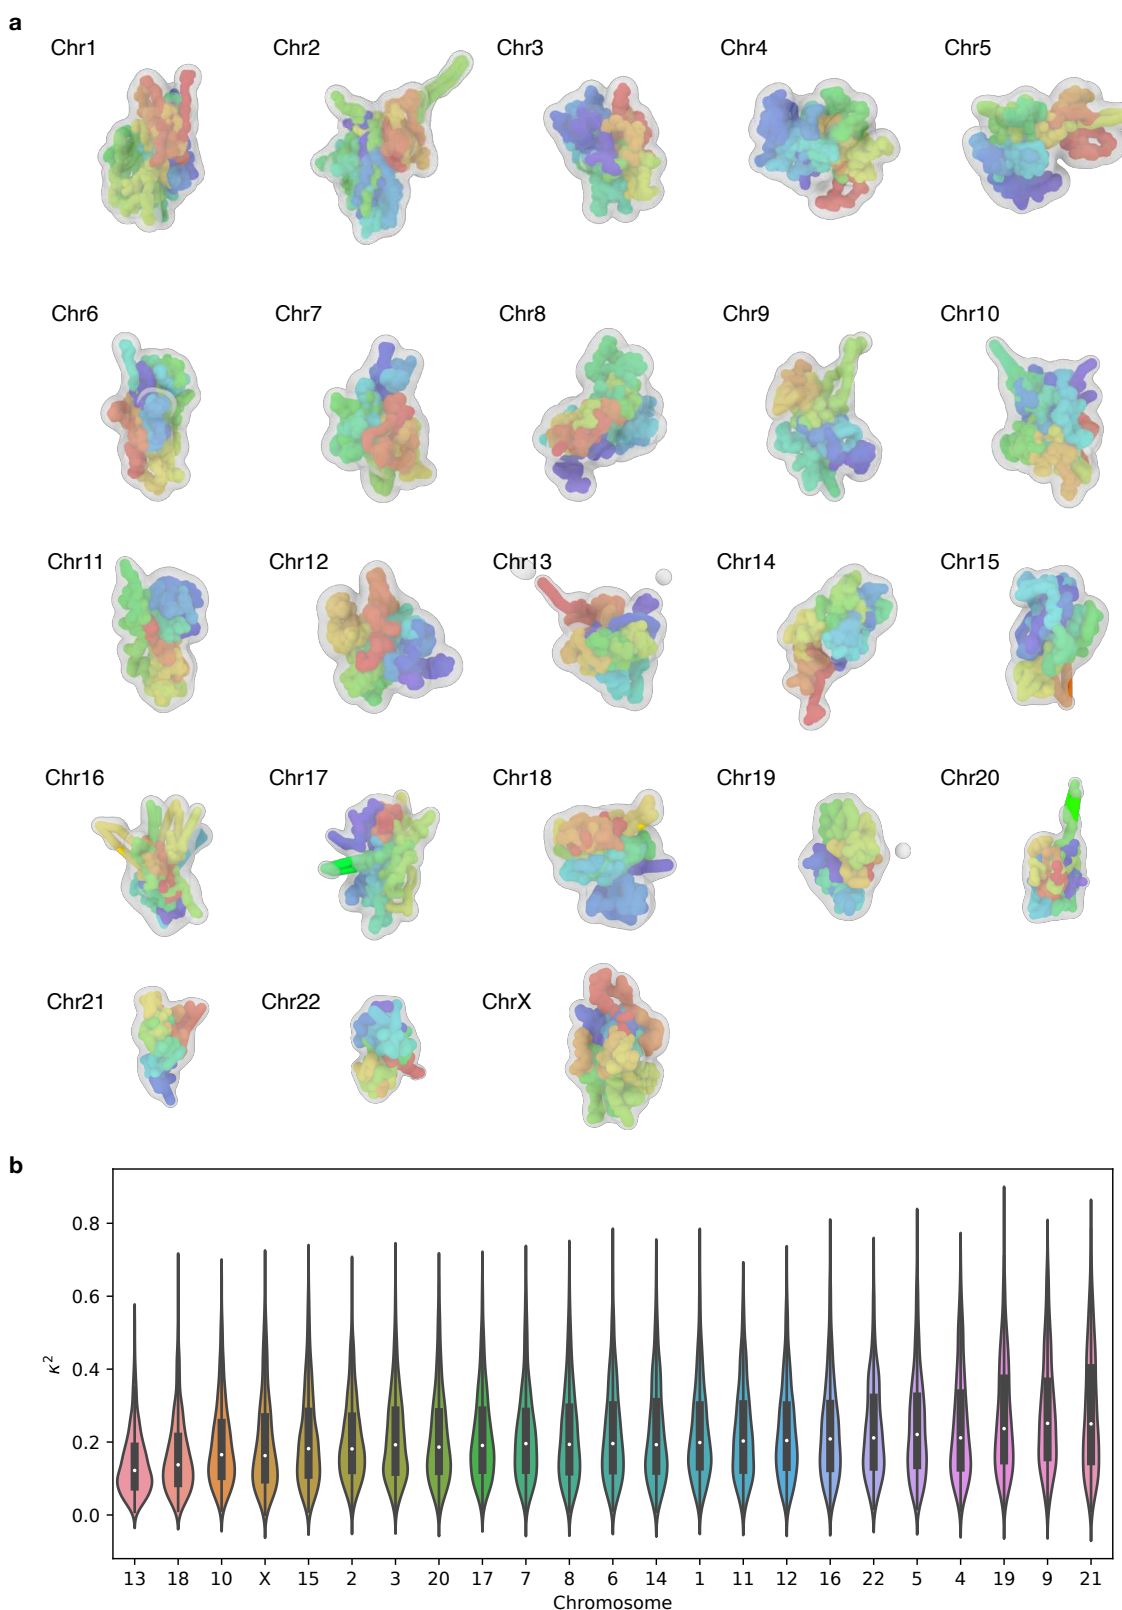 a
Chr1 Chr2 Chr3 Chr4 Chr5
Chr6 Chr7 Chr8 Chr9 Chr10
Chr11 Chr12 Chr13 Chr14 Chr15
Chr16 Chr17 Chr18 Chr19 Chr20
Chr21 Chr22 ChrX
b
0.8
0.6
0.4
0.2
0.0
κ²
13 18 10 X 15 2 3 20 17 7 8 6 14 1 11 12 16 22 5 4 19 9 21
Chromosome